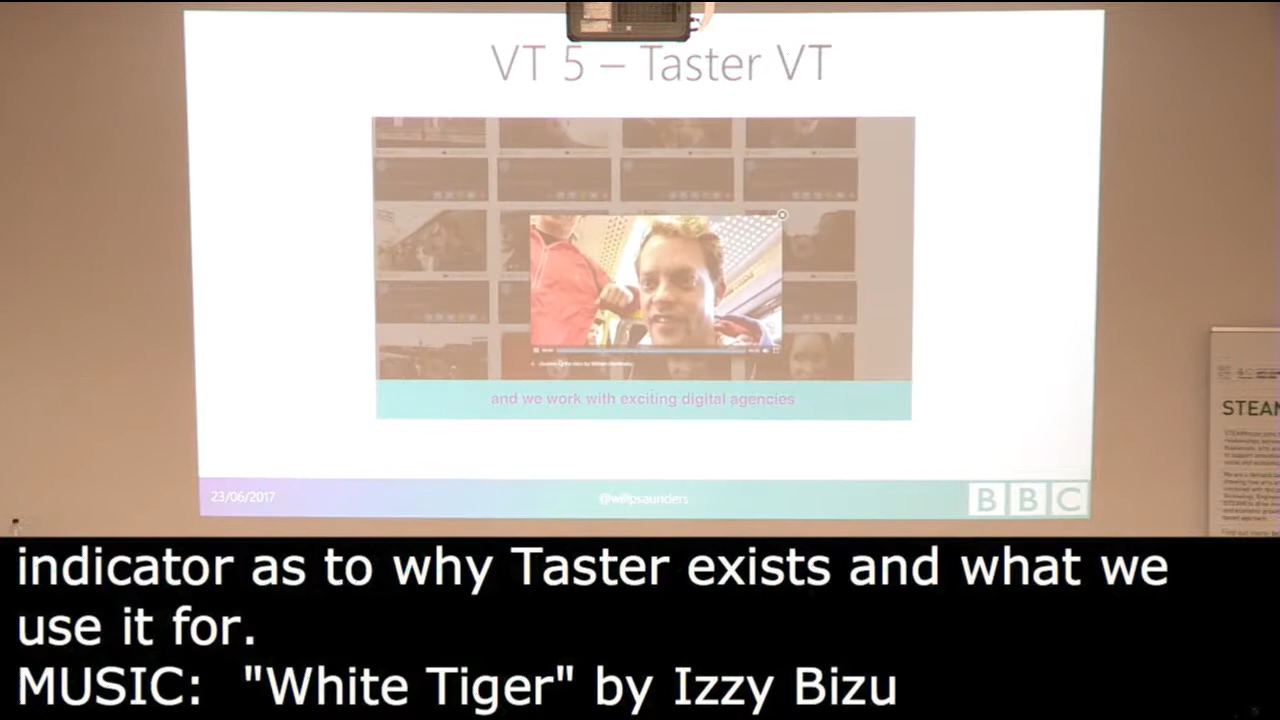 VT 5 – Taster VT
and we work with exciting digital agencies
23/06/2017
@willpsaunders
BBC
STEAM
indicator as to why Taster exists and what we
use it for.
MUSIC: "White Tiger" by Izzy Bizu